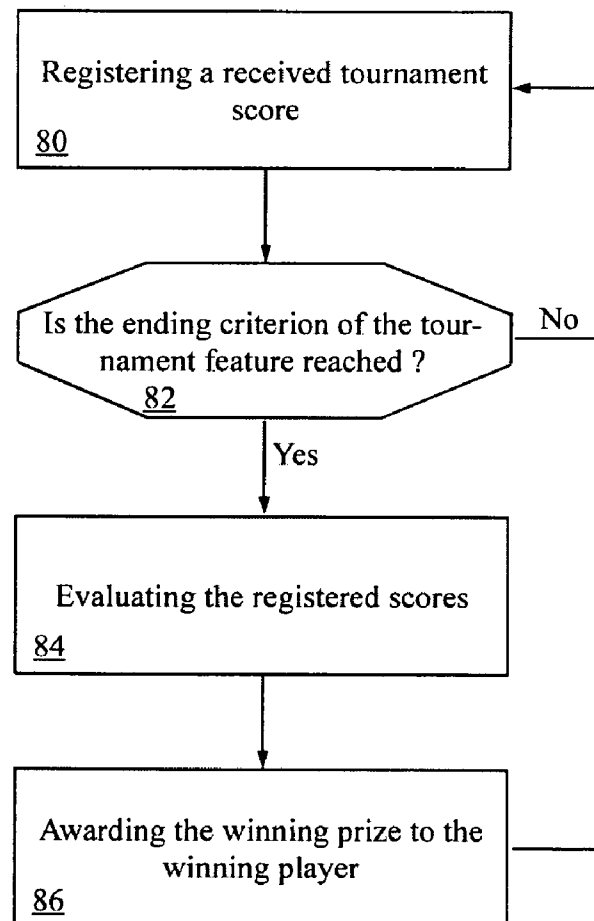 Registering a received tournament
score
80
Is the ending criterion of the tour-
nament feature reached ?
82
No
Yes
Evaluating the registered scores
84
Awarding the winning prize to the
winning player
86